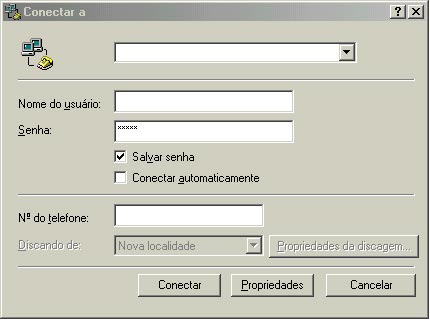 Conectar a
Nome do usuário:
Senha: *****
Salvar senha
Conectar automaticamente
Nº do telefone:
Discando de: Nova localidade Propriedades da discagem...
Conectar Propriedades Cancelar